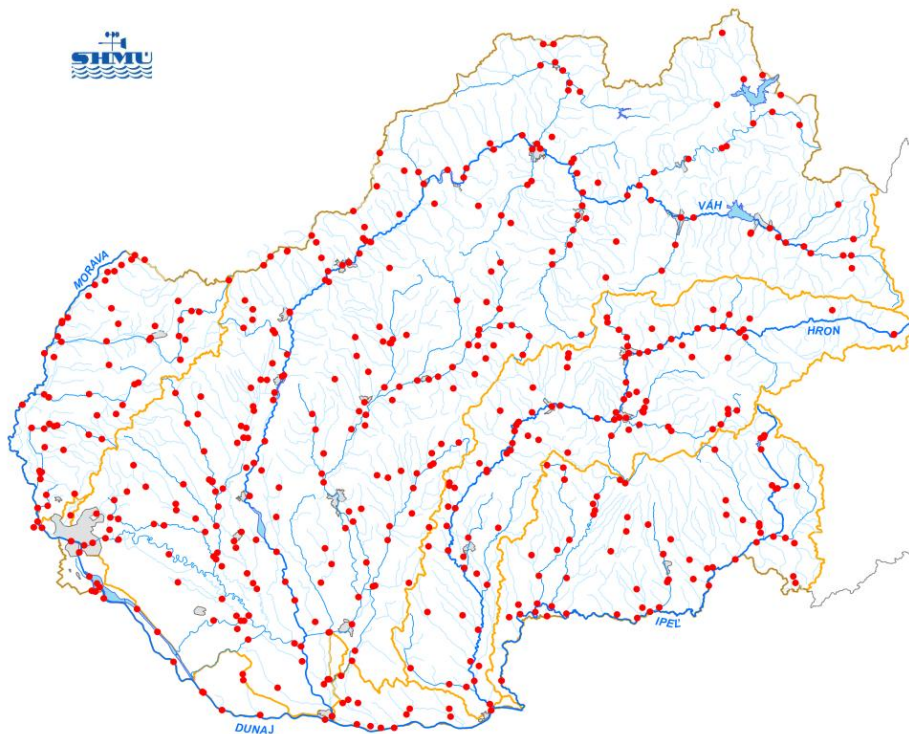 SHMÚ
MORAVA
VÁH
HRON
IPEĽ
DUNAJ